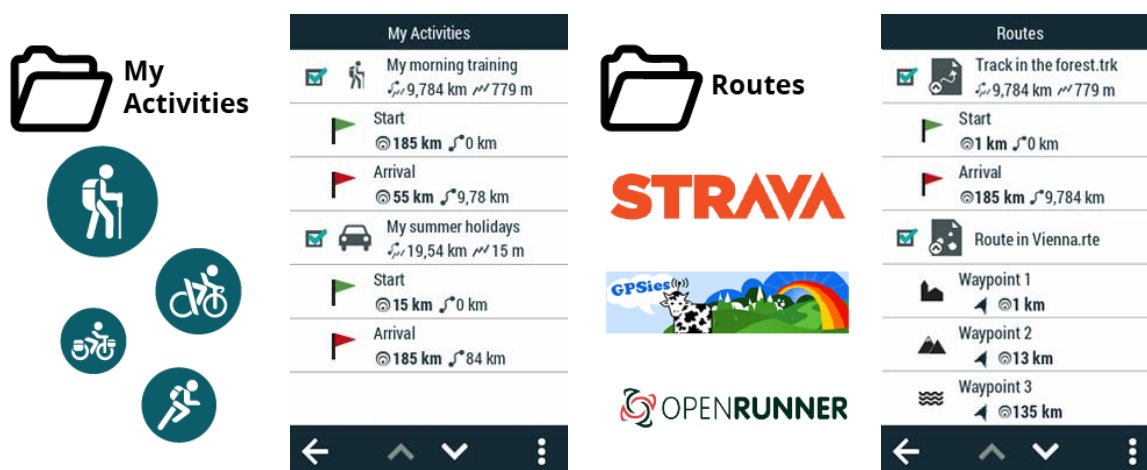 My
Activities
My Activities
My morning training
9,784 km 779 m
Start
185 km 0 km
Arrival
55 km 9,78 km
My summer holidays
19,54 km 15 m
Start
15 km 0 km
Arrival
185 km 84 km
Routes
STRAVA
GPSies
OPENRUNNER
Routes
Track in the forest.trk
9,784 km 779 m
Start
1 km 0 km
Arrival
185 km 9,784 km
Route in Vienna.rte
Waypoint 1
1 km
Waypoint 2
13 km
Waypoint 3
135 km